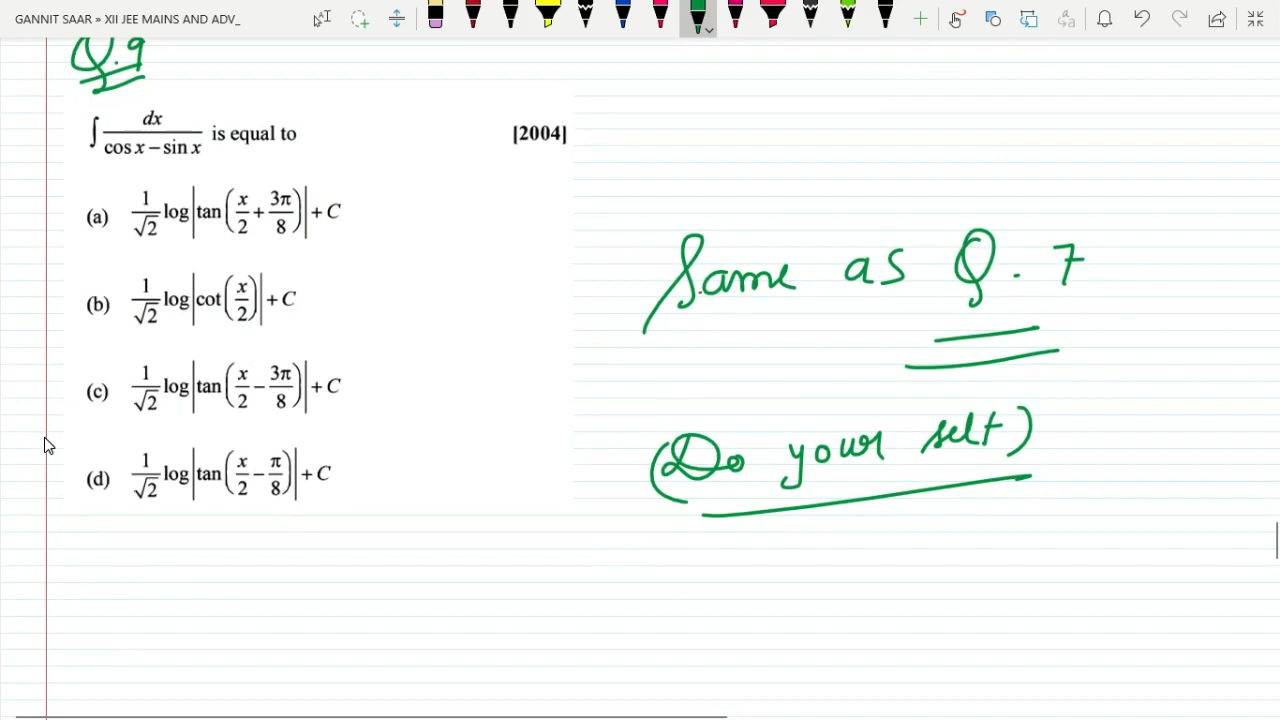 GANNIT SAAR » XII JEE MAINS AND ADV_
Q.9
∫ dx / (cos x – sin x) is equal to [2004]
(a) 1/√2 log|tan(x/2 + 3π/8)| + C
(b) 1/√2 log|cot(x/2)| + C
(c) 1/√2 log|tan(x/2 – 3π/8)| + C
(d) 1/√2 log|tan(x/2 – π/8)| + C
Same as Q. 7
(Do your self)